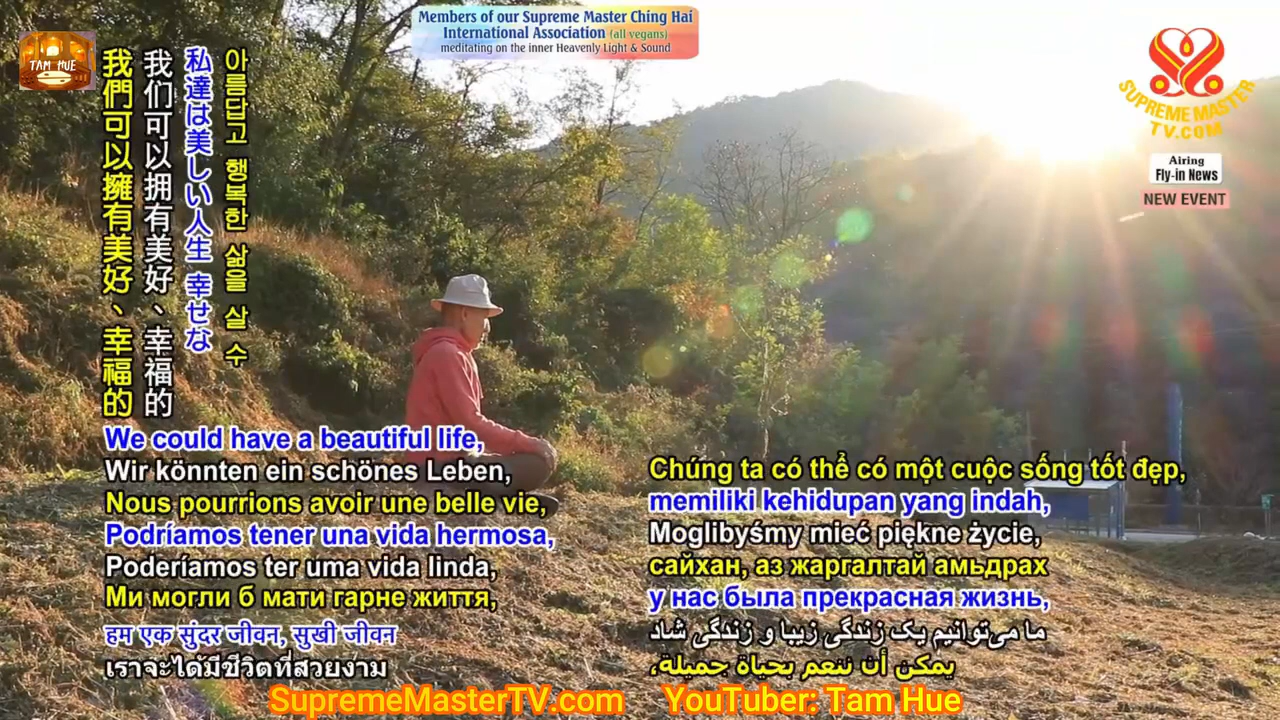 Members of our Supreme Master Ching Hai
International Association (all vegans)
meditating on the inner Heavenly Light & Sound
TAM HUE
SUPREME MASTER
TV.COM
Airing
Fly-in News
NEW EVENT
아름답고 행복한 삶을 살 수
私達は美しい人生 幸せな
我们可以拥有美好、幸福的
我們可以擁有美好、幸福的
We could have a beautiful life,
Wir könnten ein schönes Leben,
Nous pourrions avoir une belle vie,
Podríamos tener una vida hermosa,
Poderíamos ter uma vida linda,
Ми могли б мати гарне життя,
हम एक सुंदर जीवन, सुखी जीवन
เราจะได้มีชีวิตที่สวยงาม
Chúng ta có thể có một cuộc sống tốt đẹp,
memiliki kehidupan yang indah,
Moglibyśmy mieć piękne życie,
сайхан, аз жаргалтай амьдрах
у нас была прекрасная жизнь,
ما می‌توانیم یک زندگی زیبا و زندگی شاد
يمكن أن ننعم بحياة جميلة،
SupremeMasterTV.com YouTuber: Tam Hue